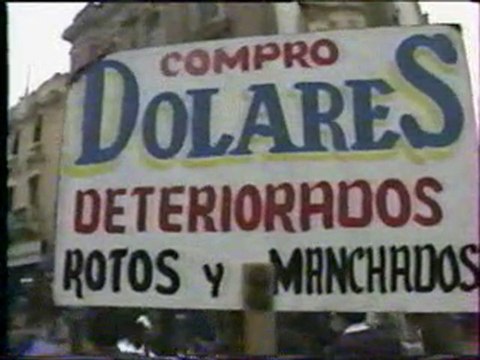 COMPRO
DOLARES
DETERIORADOS
ROTOS Y MANCHADOS